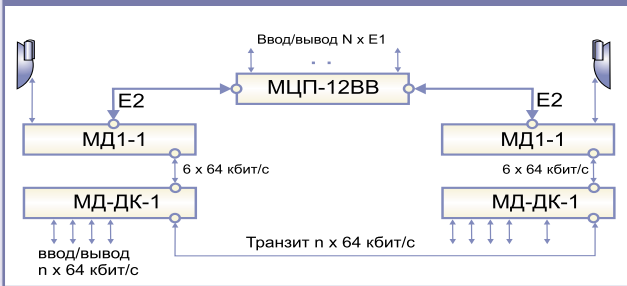 Ввод/вывод N x E1
МЦП-12ВВ
E2
E2
МД1-1
МД1-1
6 x 64 кбит/с
6 x 64 кбит/с
МД-ДК-1
МД-ДК-1
Транзит n x 64 кбит/с
ввод/вывод
n x 64 кбит/с